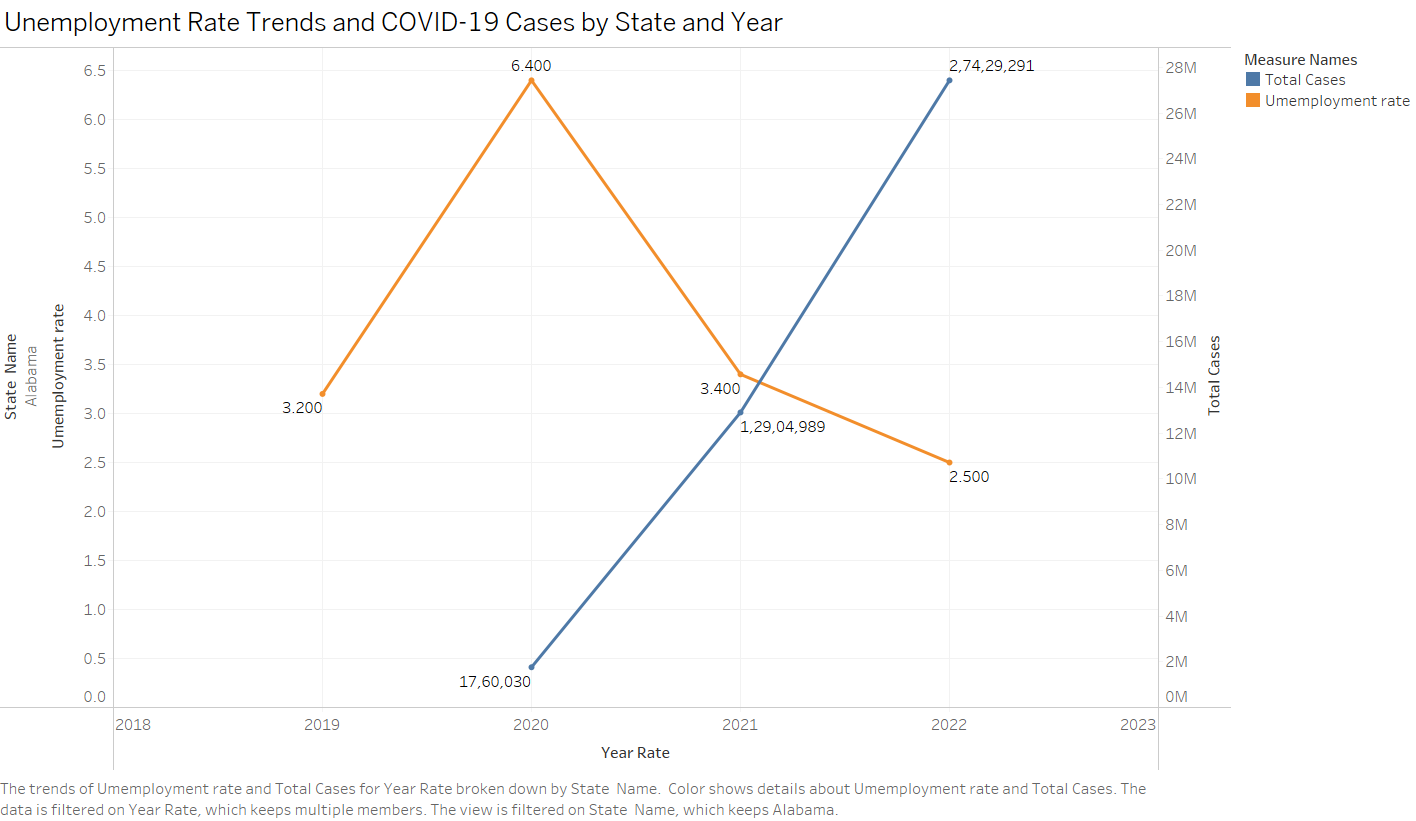 Unemployment Rate Trends and COVID-19 Cases by State and Year
Measure Names
Total Cases
Umemployment rate
State Name
Alabama
Umemployment rate
6.5
6.0
5.5
5.0
4.5
4.0
3.5
3.0
2.5
2.0
1.5
1.0
0.5
0.0
6.400
2,74,29,291
3.200
3.400
1,29,04,989
2.500
17,60,030
28M
26M
24M
22M
20M
18M
16M
14M
12M
10M
8M
6M
4M
2M
0M
Total Cases
2018 2019 2020 2021 2022 2023
Year Rate
The trends of Umemployment rate and Total Cases for Year Rate broken down by State  Name.  Color shows details about Umemployment rate and Total Cases. The
data is filtered on Year Rate, which keeps multiple members. The view is filtered on State  Name, which keeps Alabama.